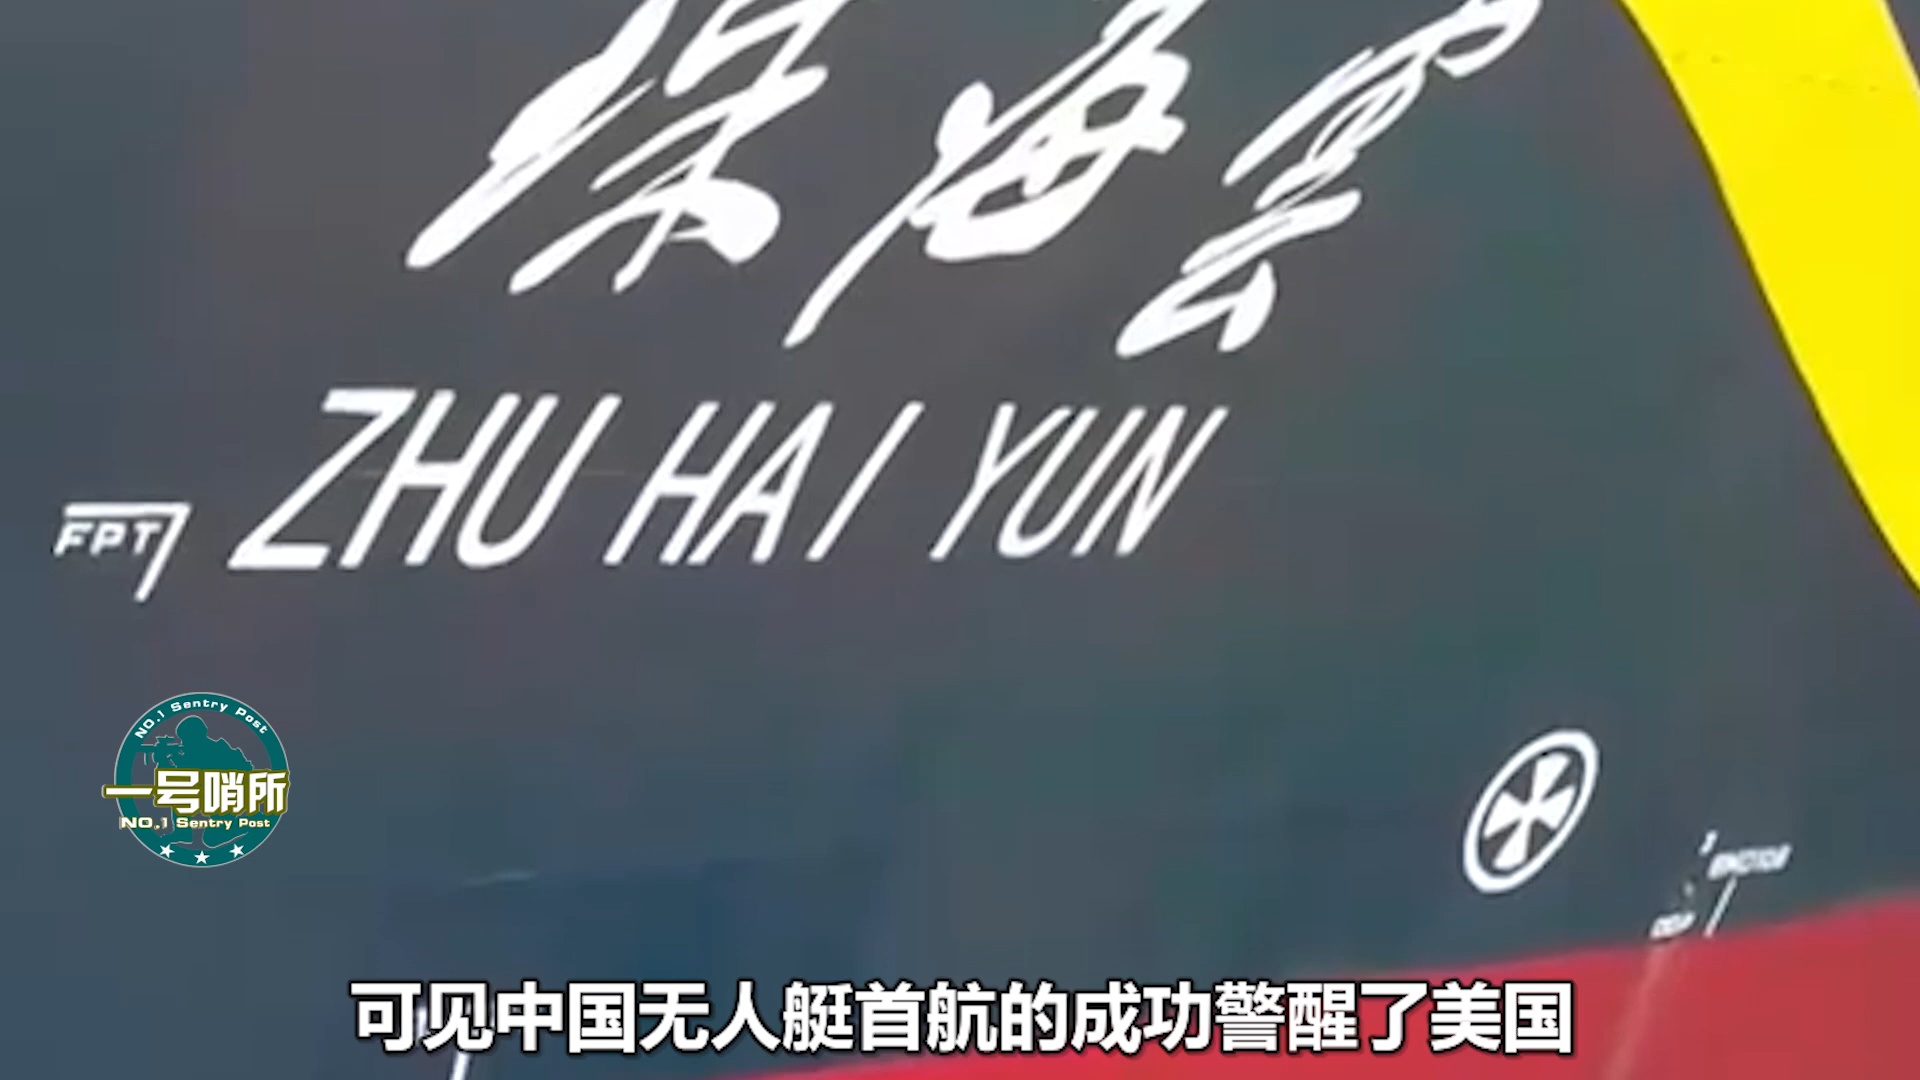 珠海雲
ZHU HAI YUN
FPT
NO.1 Sentry Post
一号哨所
NO.1 Sentry Post
可见中国无人艇首航的成功警醒了美国